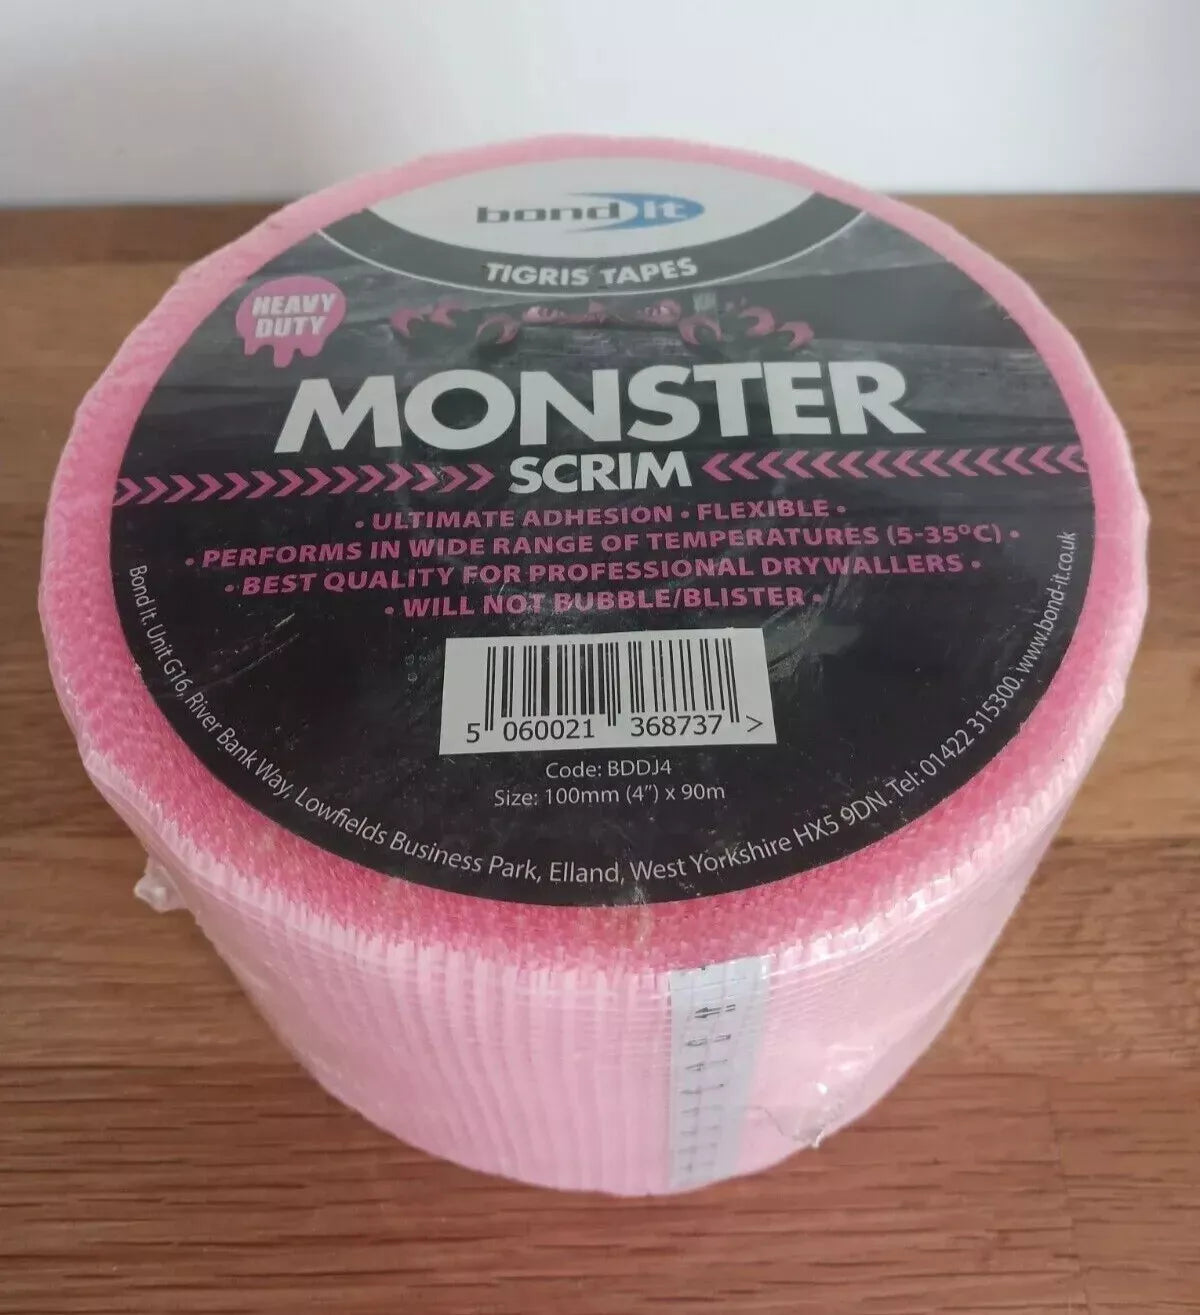 bond it
TIGRIS TAPES
HEAVY
DUTY
MONSTER
SCRIM
• ULTIMATE ADHESION • FLEXIBLE •
• PERFORMS IN WIDE RANGE OF TEMPERATURES (5-35ºC) •
• BEST QUALITY FOR PROFESSIONAL DRYWALLERS •
• WILL NOT BUBBLE/BLISTER •
5 060021 368737 >
Code: BDDJ4
Size: 100mm (4") x 90m
Bond It. Unit G16, River Bank Way, Lowfields Business Park, Elland, West Yorkshire HX5 9DN. Tel: 01422 315300. www.bond-it.co.uk